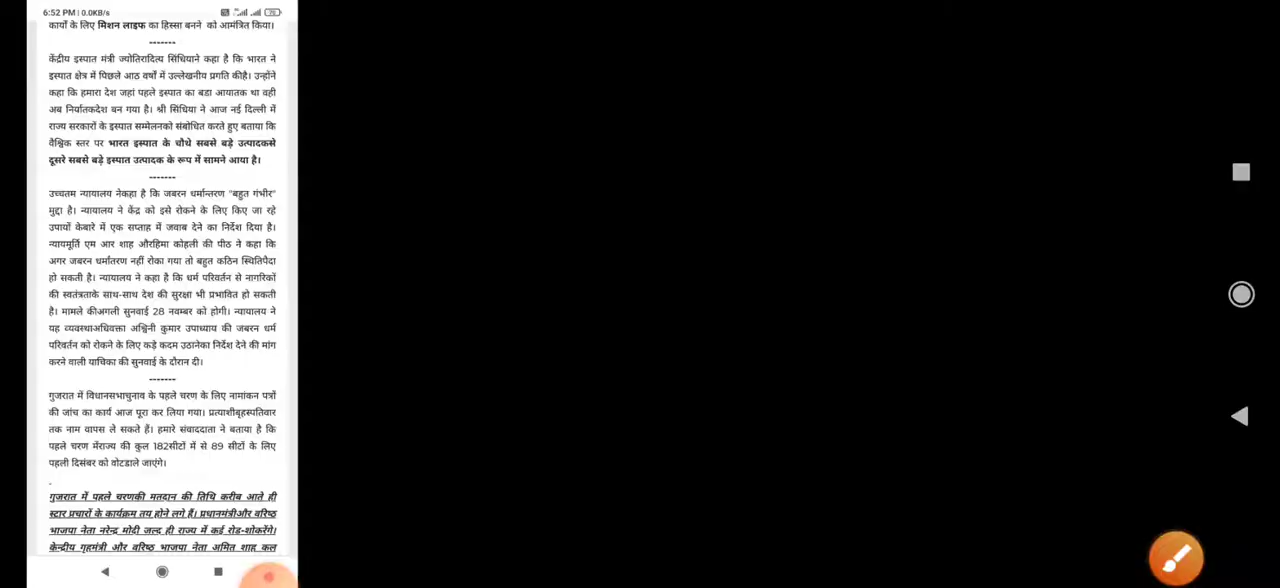 6:52 PM | 0.0KB/s
70
कार्यो के लिए मिशन लाइफ का हिस्सा बनने को आमंत्रित किया।
-------
केंद्रीय इस्पात मंत्री ज्योतिरादित्य सिंधियाने कहा है कि भारत ने
इस्पात क्षेत्र में पिछले आठ वर्षों में उल्लेखनीय प्रगति कीहै। उन्होंने
कहा कि हमारा देश जहां पहले इस्पात का बडा आयातक था वहीं
अब निर्यातकदेश बन गया है। श्री सिंधिया ने आज नई दिल्ली में
राज्य सरकारों के इस्पात सम्मेलनको संबोधित करते हुए बताया कि
वैश्विक स्तर पर भारत इस्पात के चौथे सबसे बड़े उत्पादकसे
दूसरे सबसे बड़े इस्पात उत्पादक के रूप में सामने आया है।
-------
उच्चतम न्यायालय नेकहा है कि जबरन धर्मान्तरण "बहुत गंभीर"
मुद्दा है। न्यायालय ने केंद्र को इसे रोकने के लिए किए जा रहे
उपायों केबारे में एक सप्ताह में जवाब देने का निर्देश दिया है।
न्यायमूर्ति एम आर शाह औरहिमा कोहली की पीठ ने कहा कि
अगर जबरन धर्मांतरण नहीं रोका गया तो बहुत कठिन स्थितिपैदा
हो सकती है। न्यायालय ने कहा है कि धर्म परिवर्तन से नागरिकों
की स्वतंत्रताके साथ-साथ देश की सुरक्षा भी प्रभावित हो सकती
है। मामले कीअगली सुनवाई 28 नवम्बर को होगी। न्यायालय ने
यह व्यवस्थाअधिवक्ता अश्विनी कुमार उपाध्याय की जबरन धर्म
परिवर्तन को रोकने के लिए कड़े कदम उठानेका निर्देश देने की मांग
करने वाली याचिका की सुनवाई के दौरान दी।
-------
गुजरात में विधानसभाचुनाव के पहले चरण के लिए नामांकन पत्रों
की जांच का कार्य आज पूरा कर लिया गया। प्रत्याशीबृहस्पतिवार
तक नाम वापस ले सकते हैं। हमारे संवाददाता ने बताया है कि
पहले चरण मेंराज्य की कुल 182सीटों में से 89 सीटों के लिए
पहली दिसंबर को वोटडाले जाएंगे।
.
गुजरात में पहले चरणकी मतदान की तिथि करीब आते ही
स्टार प्रचारों के कार्यक्रम तय होने लगे हैं। प्रधानमंत्रीऔर वरिष्ठ
भाजपा नेता नरेन्द्र मोदी जल्द ही राज्य में कई रोड-शोकरेंगे।
केन्द्रीय गृहमंत्री और वरिष्ठ भाजपा नेता अमित शाह कल